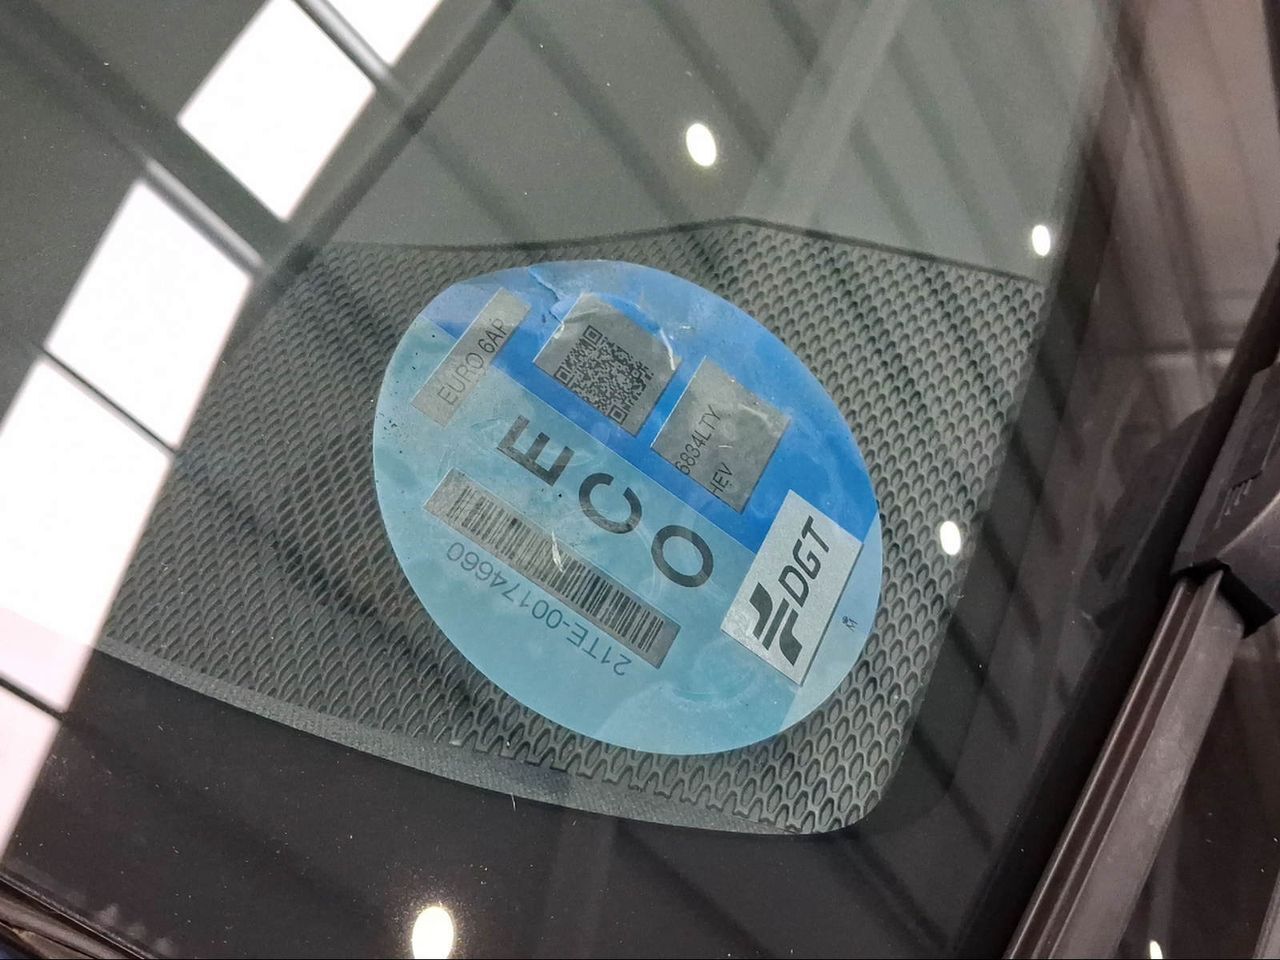 EURO 6AP
6834LTY
HEV
ECO
21TE-00174660
DGT
M